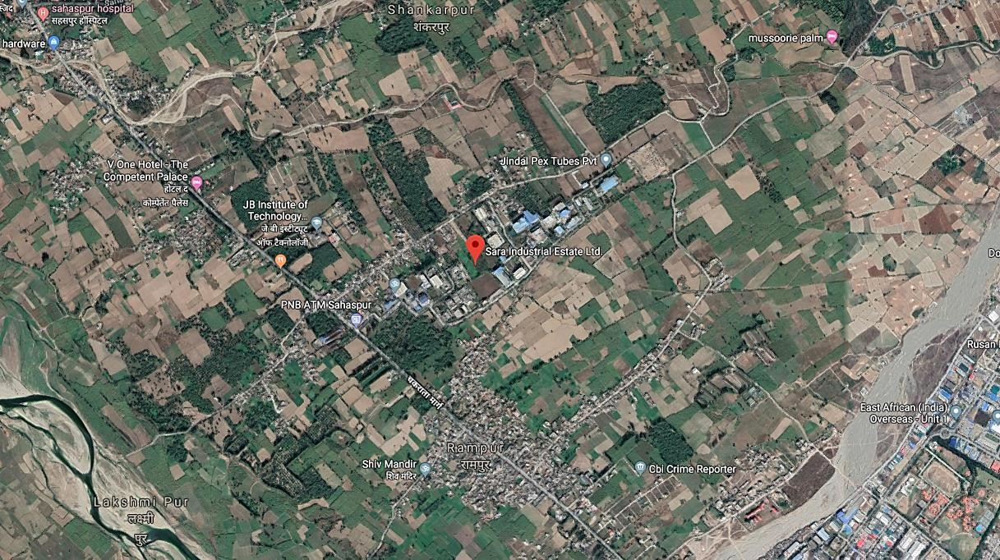 स्जिद
sahaspur hospital
सहसपुर हॉस्पिटल
hardware
Shankarpur
शंकरपुर
mussoorie palm
V One Hotel - The
Competent Palace
होटल द
कोम्पेतेंत पैलेस
Jindal Pex Tubes Pvt
JB Institute of
Technology...
जे बी इंस्टीट्यूट
ऑफ़ टैक्नोलॉजी
Sara Industrial Estate Ltd.
PNB ATM Sahaspur
Do
Rusan
चकराता मार्ग
East African (India)
Overseas - Unit 1
Rampur
रामपुर
Shiv Mandir
शिव मंदिर
Cbi Crime Reporter
Lakshmi Pur
लक्ष्मी
पुर